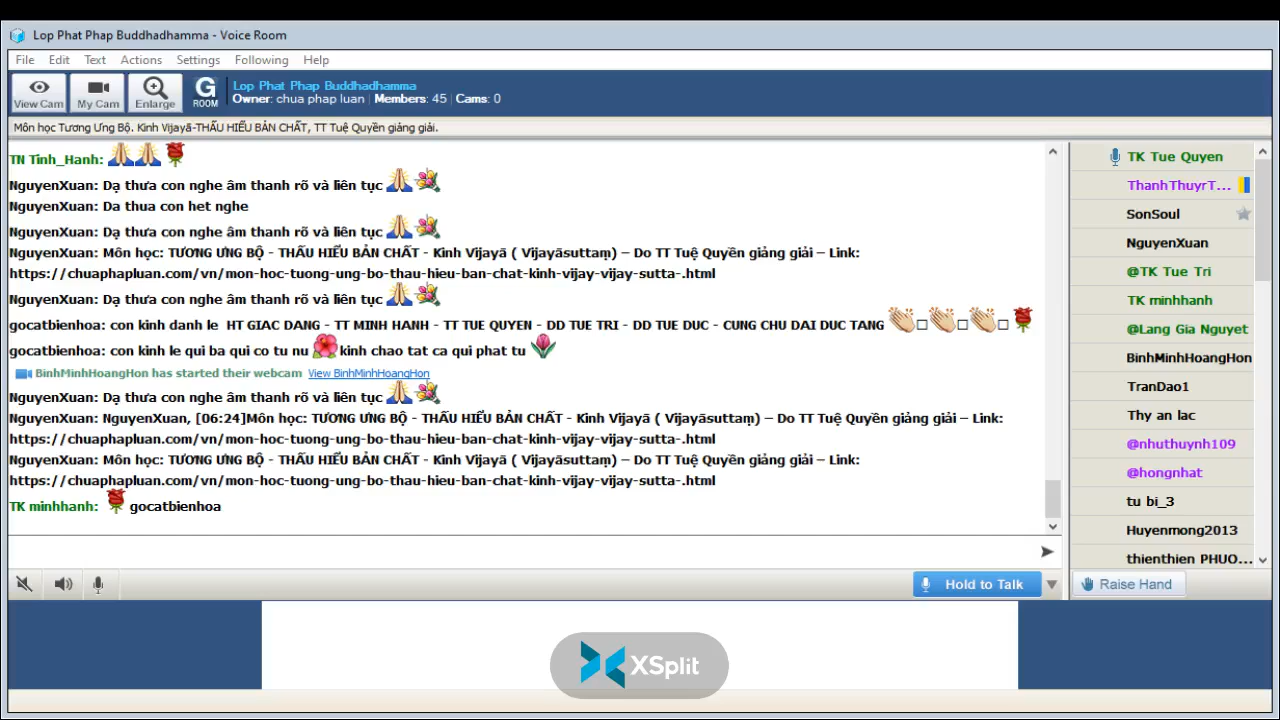 Lop Phat Phap Buddhadhamma - Voice Room
File Edit Text Actions Settings Following Help
View Cam My Cam Enlarge G ROOM
Lop Phat Phap Buddhadhamma
Owner: chua phap luan | Members: 45 | Cams: 0
Môn học Tương Ưng Bộ. Kinh Vijayā-THẤU HIỂU BẢN CHẤT, TT Tuệ Quyền giảng giải.
TN Tinh_Hanh:
NguyenXuan: Dạ thưa con nghe âm thanh rõ và liên tục
NguyenXuan: Da thua con het nghe
NguyenXuan: Dạ thưa con nghe âm thanh rõ và liên tục
NguyenXuan: Môn học: TƯƠNG ƯNG BỘ - THẤU HIỂU BẢN CHẤT - Kinh Vijayā ( Vijayāsuttaṃ) – Do TT Tuệ Quyền giảng giải – Link:
https://chuaphapluan.com/vn/mon-hoc-tuong-ung-bo-thau-hieu-ban-chat-kinh-vijay-vijay-sutta-.html
NguyenXuan: Dạ thưa con nghe âm thanh rõ và liên tục
gocatbienhoa: con kinh danh le HT GIAC DANG - TT MINH HANH - TT TUE QUYEN - DD TUE TRI - DD TUE DUC - CUNG CHU DAI DUC TANG
gocatbienhoa: con kinh le qui ba qui co tu nu kinh chao tat ca qui phat tu
BinhMinhHoangHon has started their webcam View BinhMinhHoangHon
NguyenXuan: Dạ thưa con nghe âm thanh rõ và liên tục
NguyenXuan: NguyenXuan, [06:24]Môn học: TƯƠNG ƯNG BỘ - THẤU HIỂU BẢN CHẤT - Kinh Vijayā ( Vijayāsuttaṃ) – Do TT Tuệ Quyền giảng giải – Link:
https://chuaphapluan.com/vn/mon-hoc-tuong-ung-bo-thau-hieu-ban-chat-kinh-vijay-vijay-sutta-.html
NguyenXuan: Môn học: TƯƠNG ƯNG BỘ - THẤU HIỂU BẢN CHẤT - Kinh Vijayā ( Vijayāsuttaṃ) – Do TT Tuệ Quyền giảng giải – Link:
https://chuaphapluan.com/vn/mon-hoc-tuong-ung-bo-thau-hieu-ban-chat-kinh-vijay-vijay-sutta-.html
TK minhhanh: gocatbienhoa
TK Tue Quyen
ThanhThuyrT...
SonSoul
NguyenXuan
@TK Tue Tri
TK minhhanh
@Lang Gia Nguyet
BinhMinhHoangHon
TranDao1
Thy an lac
@nhuthuynh109
@hongnhat
tu bi_3
Huyenmong2013
thienthien PHUO...
Hold to Talk
Raise Hand
XSplit